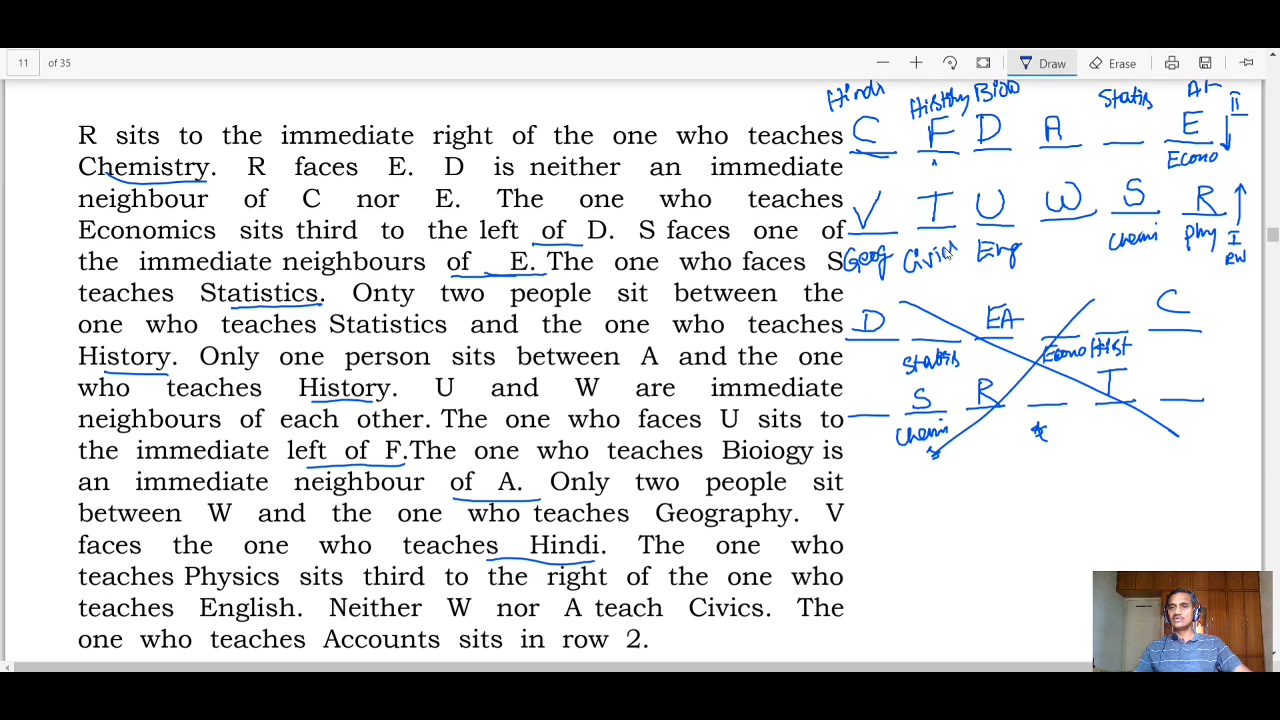 11 of 35
Draw Erase
R sits to the immediate right of the one who teaches
Chemistry. R faces E. D is neither an immediate
neighbour of C nor E. The one who teaches
Economics sits third to the left of D. S faces one of
the immediate neighbours of E. The one who faces S
teaches Statistics. Onty two people sit between the
one who teaches Statistics and the one who teaches
History. Only one person sits between A and the one
who teaches History. U and W are immediate
neighbours of each other. The one who faces U sits to
the immediate left of F.The one who teaches Bioiogy is
an immediate neighbour of A. Only two people sit
between W and the one who teaches Geography. V
faces the one who teaches Hindi. The one who
teaches Physics sits third to the right of the one who
teaches English. Neither W nor A teach Civics. The
one who teaches Accounts sits in row 2.
Hindi History Bio Statis II
C F D A E
Econo
V T U W S R
Geog Civics Eng chemi phy I
D EA C
Statis Econo Hist
S R T
chemi